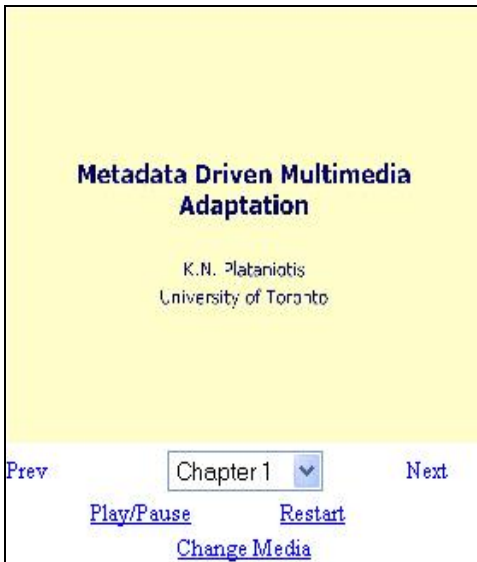 Metadata Driven Multimedia
Adaptation
K.N. Plataniotis
University of Toronto
Prev Chapter 1 Next
Play/Pause Restart
Change Media